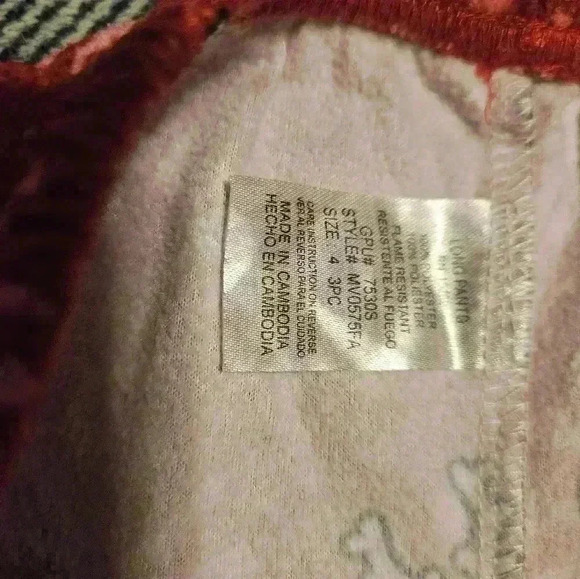 LONG PANTS
100% POLYESTER
100% POLIESTER
FLAME RESISTANT
RESISTENTE AL FUEGO
GPU# 7530S
STYLE# MV0575FA
SIZE 4 3PC
CARE INSTRUCTION ON REVERSE
VER AL REVERSO PARA EL CUIDADO
MADE IN CAMBODIA
HECHO EN CAMBODIA